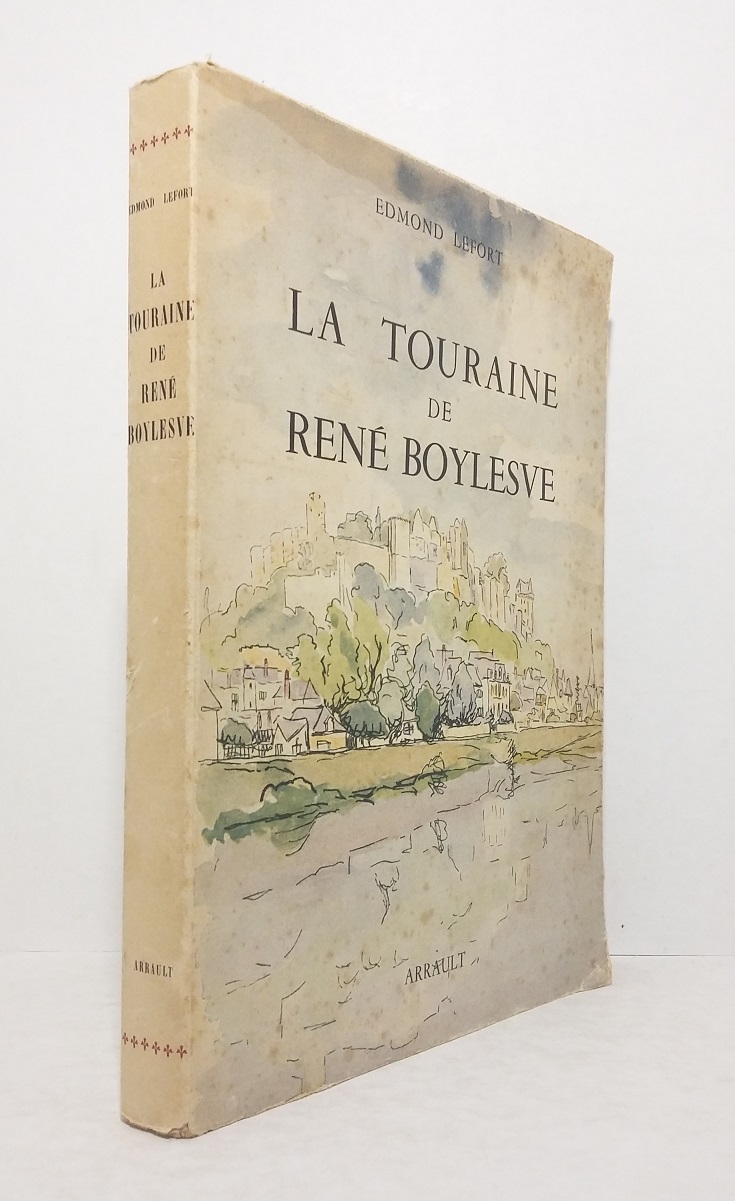 EDMOND LEFORT
LA
TOURAINE
DE
RENÉ
BOYLESVE
ARRAULT
EDMOND LEFORT
LA TOURAINE
DE
RENÉ BOYLESVE
ARRAULT